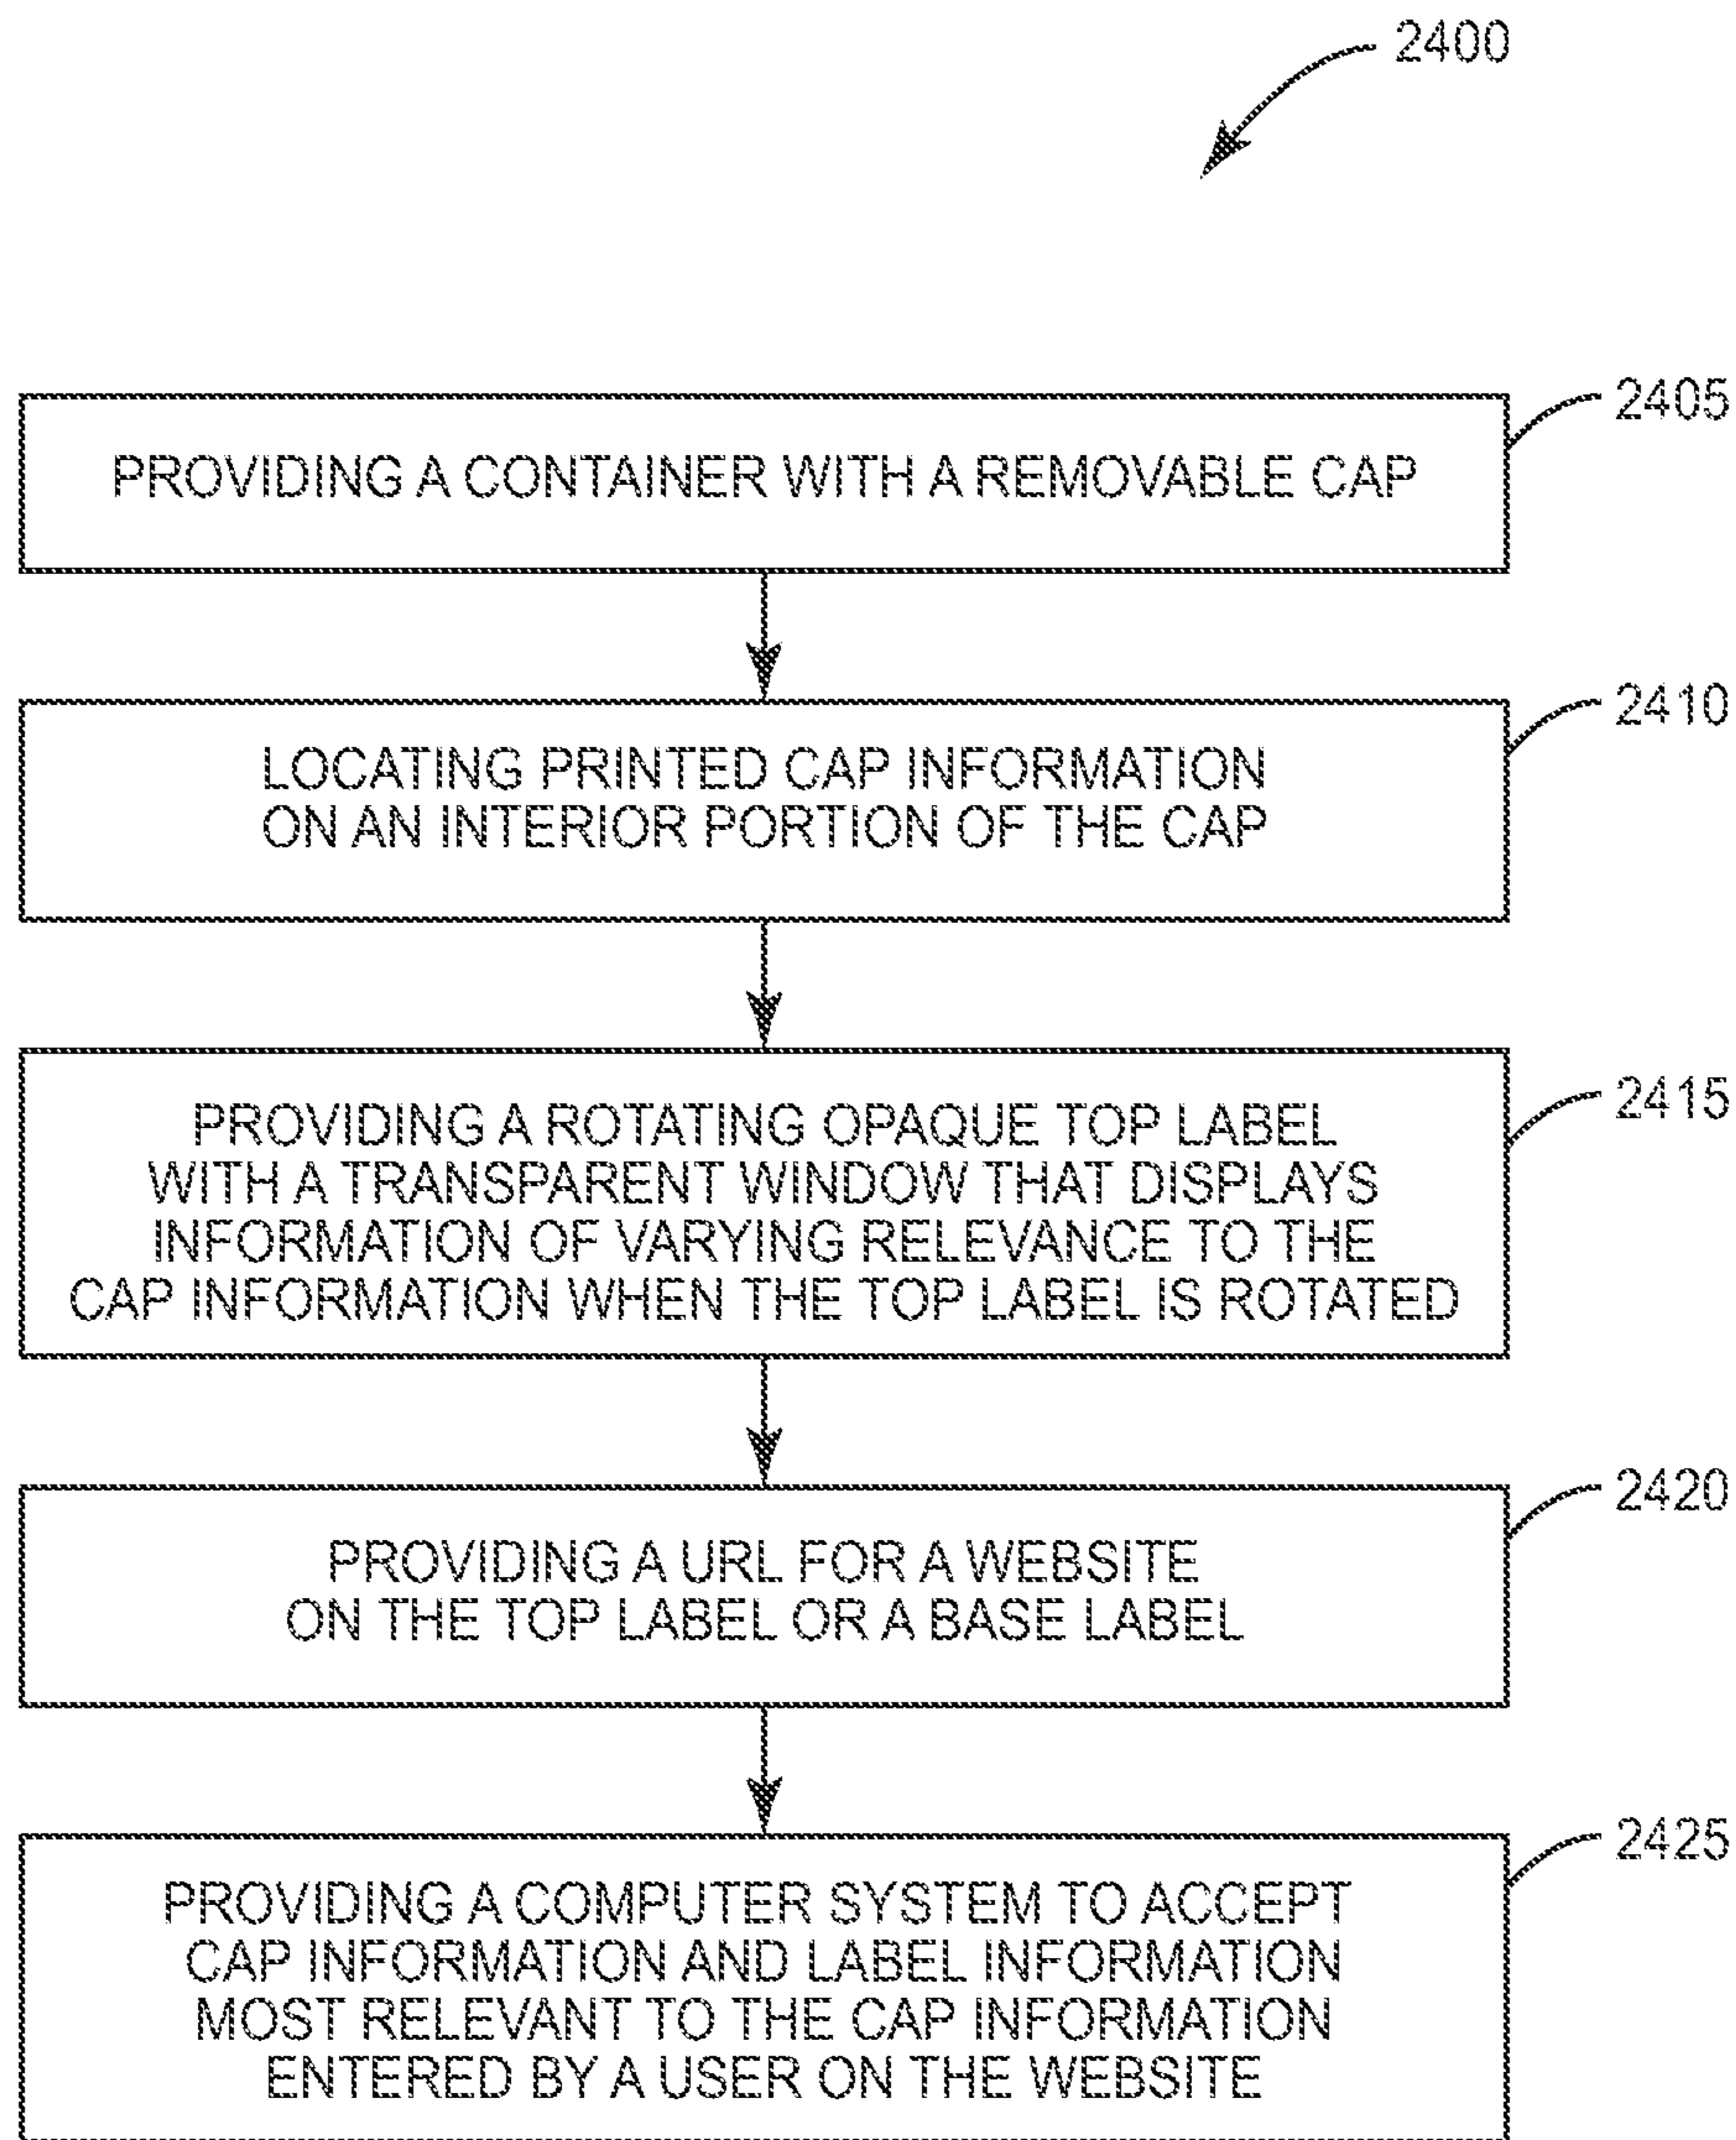 2400
2405
PROVIDING A CONTAINER WITH A REMOVABLE CAP
2410
LOCATING PRINTED CAP INFORMATION
ON AN INTERIOR PORTION OF THE CAP
2415
PROVIDING A ROTATING OPAQUE TOP LABEL
WITH A TRANSPARENT WINDOW THAT DISPLAYS
INFORMATION OF VARYING RELEVANCE TO THE
CAP INFORMATION WHEN THE TOP LABEL IS ROTATED
2420
PROVIDING A URL FOR A WEBSITE
ON THE TOP LABEL OR A BASE LABEL
2425
PROVIDING A COMPUTER SYSTEM TO ACCEPT
CAP INFORMATION AND LABEL INFORMATION
MOST RELEVANT TO THE CAP INFORMATION
ENTERED BY A USER ON THE WEBSITE